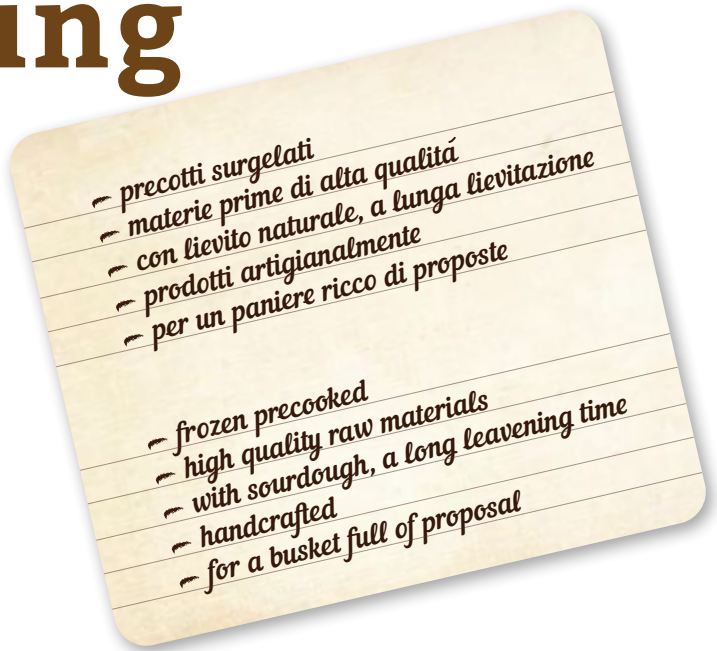 ing
precotti surgelati
materie prime di alta qualitá
con lievito naturale, a lunga lievitazione
prodotti artigianalmente
per un paniere ricco di proposte
frozen precooked
high quality raw materials
with sourdough, a long leavening time
handcrafted
for a busket full of proposal